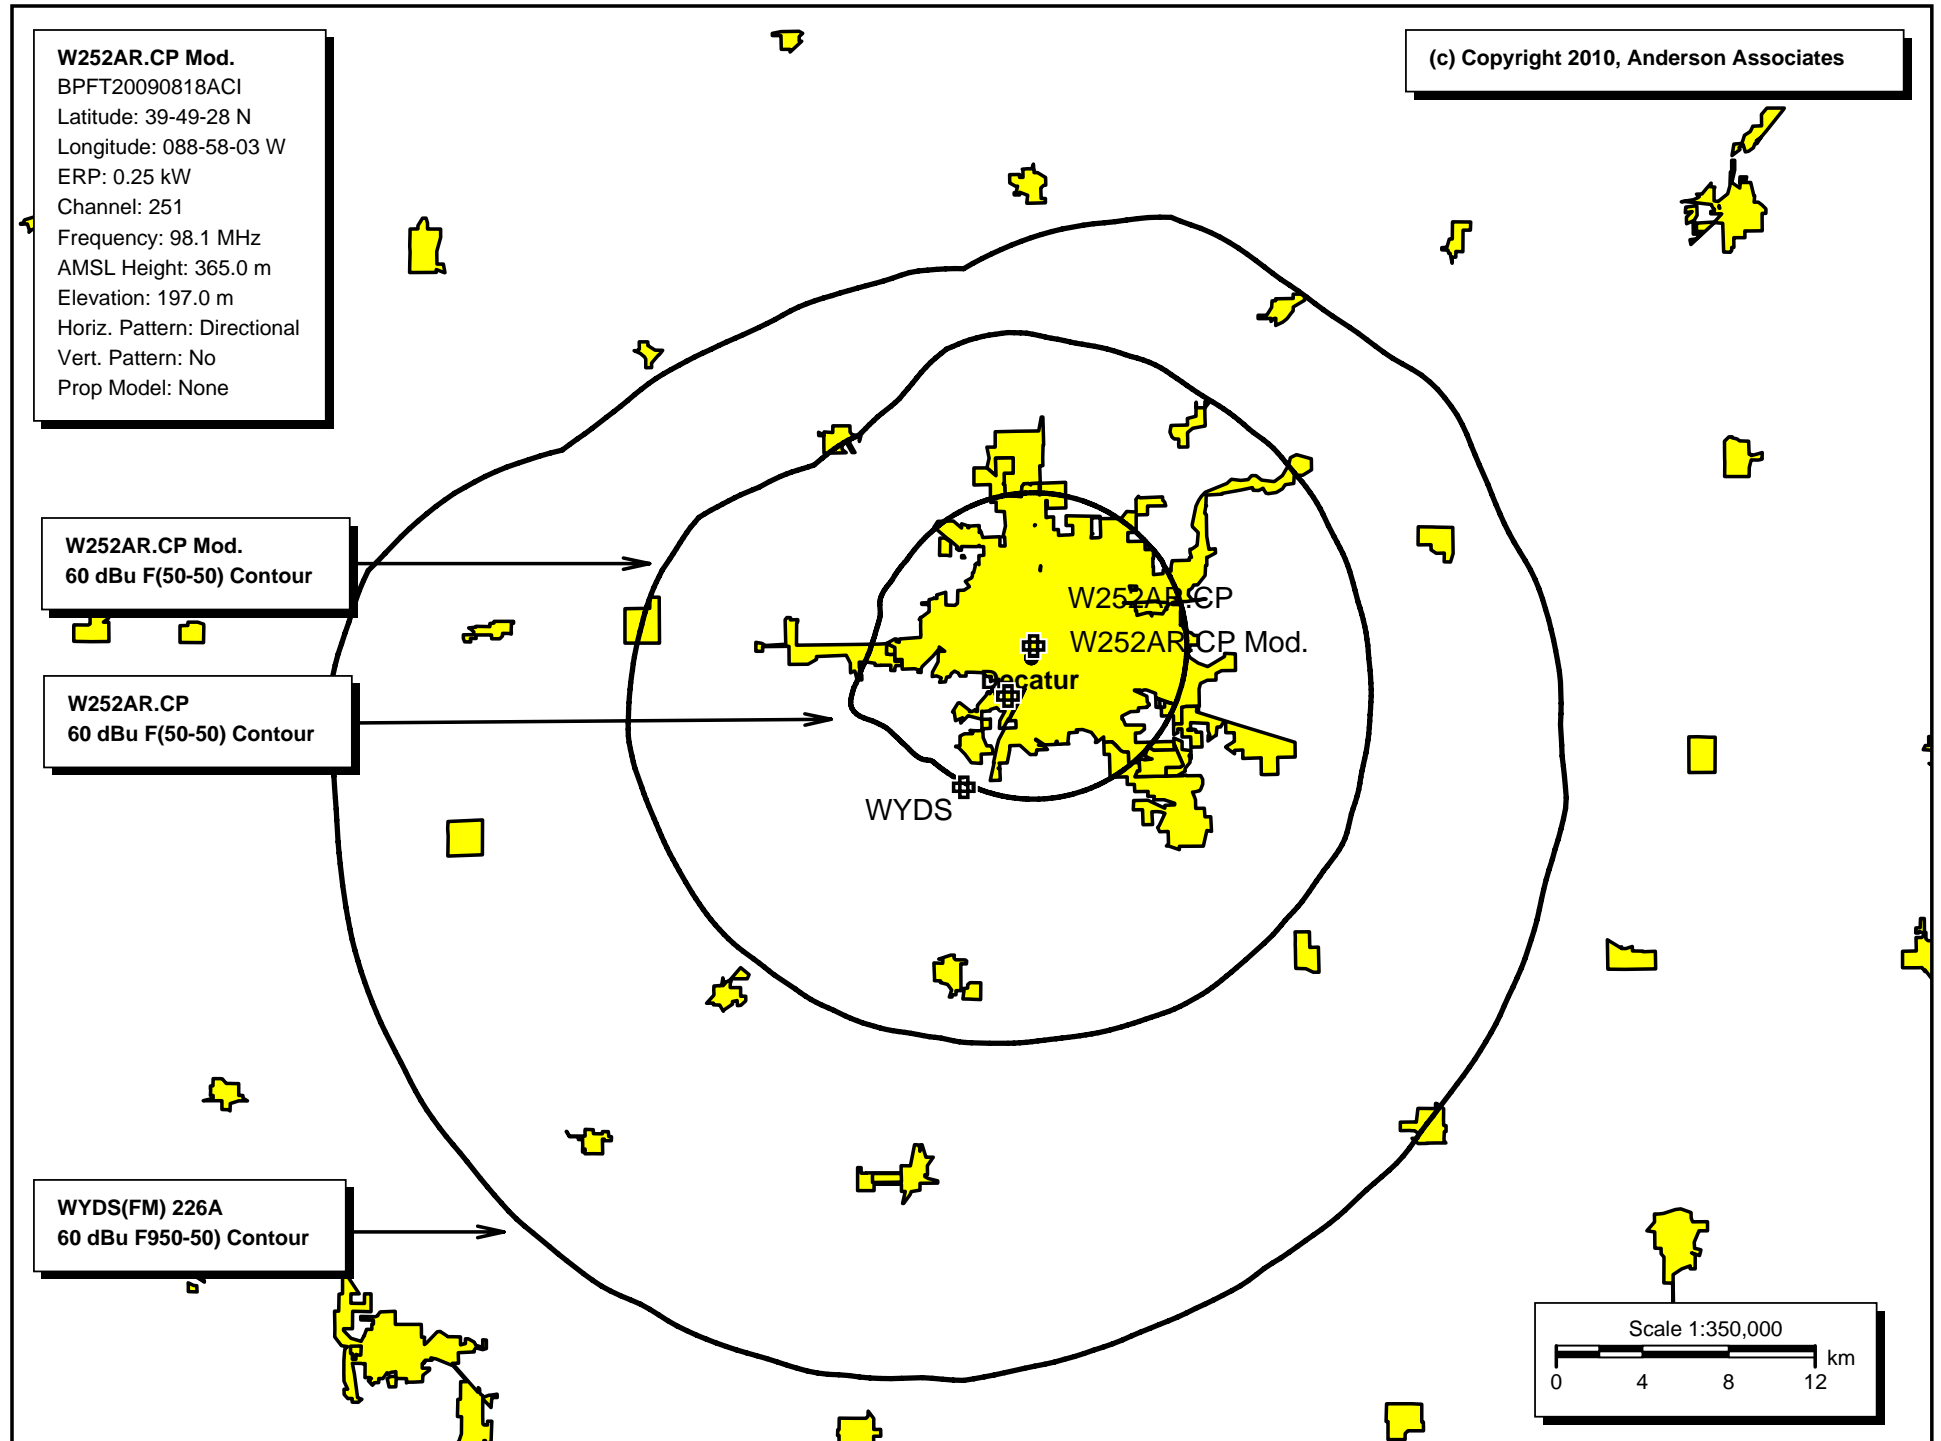 W252AR.CP Mod.
BPFT20090818ACI
Latitude: 39-49-28 N
Longitude: 088-58-03 W
ERP: 0.25 kW
Channel: 251
Frequency: 98.1 MHz
AMSL Height: 365.0 m
Elevation: 197.0 m
Horiz. Pattern: Directional
Vert. Pattern: No
Prop Model: None
(c) Copyright 2010, Anderson Associates
W252AR.CP Mod.
60 dBu F(50-50) Contour
W252AR.CP
W252AR.CP Mod.
Decatur
W252AR.CP
60 dBu F(50-50) Contour
WYDS
WYDS(FM) 226A
60 dBu F950-50) Contour
Scale 1:350,000
km
0 4 8 12